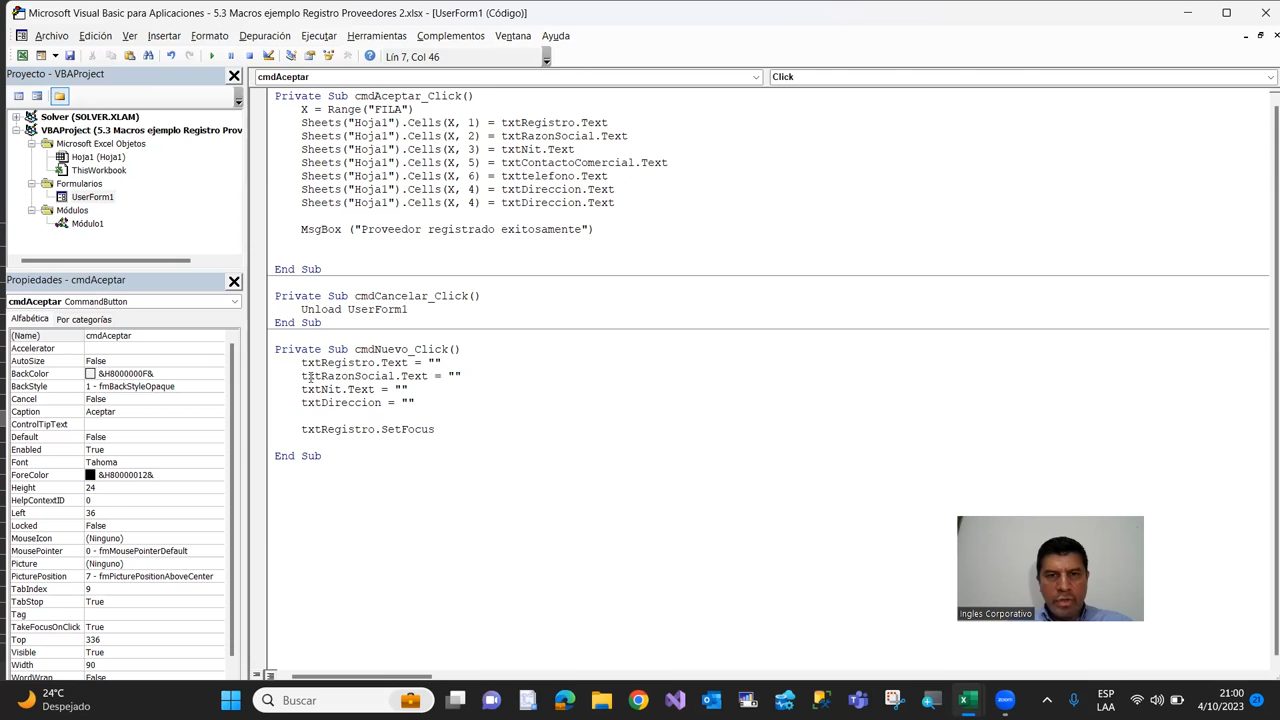 Microsoft Visual Basic para Aplicaciones - 5.3 Macros ejemplo Registro Proveedores 2.xlsx - [UserForm1 (Código)]
Archivo Edición Ver Insertar Formato Depuración Ejecutar Herramientas Complementos Ventana Ayuda
Lín 7, Col 46
Proyecto - VBAProject
Solver (SOLVER.XLAM)
VBAProject (5.3 Macros ejemplo Registro Prov
Microsoft Excel Objetos
Hoja1 (Hoja1)
ThisWorkbook
Formularios
UserForm1
Módulos
Módulo1
Propiedades - cmdAceptar
cmdAceptar CommandButton
Alfabética Por categorías
(Name) cmdAceptar
Accelerator
AutoSize False
BackColor &H8000000F&
BackStyle 1 - fmBackStyleOpaque
Cancel False
Caption Aceptar
ControlTipText
Default False
Enabled True
Font Tahoma
ForeColor &H80000012&
Height 24
HelpContextID 0
Left 36
Locked False
MouseIcon (Ninguno)
MousePointer 0 - fmMousePointerDefault
Picture (Ninguno)
PicturePosition 7 - fmPicturePositionAboveCenter
TabIndex 9
TabStop True
Tag
TakeFocusOnClick True
Top 336
Visible True
Width 90
WordWrap False
cmdAceptar Click
Private Sub cmdAceptar_Click()
X = Range("FILA")
Sheets("Hoja1").Cells(X, 1) = txtRegistro.Text
Sheets("Hoja1").Cells(X, 2) = txtRazonSocial.Text
Sheets("Hoja1").Cells(X, 3) = txtNit.Text
Sheets("Hoja1").Cells(X, 5) = txtContactoComercial.Text
Sheets("Hoja1").Cells(X, 6) = txttelefono.Text
Sheets("Hoja1").Cells(X, 4) = txtDireccion.Text
Sheets("Hoja1").Cells(X, 4) = txtDireccion.Text
MsgBox ("Proveedor registrado exitosamente")
End Sub
Private Sub cmdCancelar_Click()
Unload UserForm1
End Sub
Private Sub cmdNuevo_Click()
txtRegistro.Text = ""
txtRazonSocial.Text = ""
txtNit.Text = ""
txtDireccion = ""
txtRegistro.SetFocus
End Sub
Ingles Corporativo
24°C
Despejado
Buscar
ESP
LAA
21:00
4/10/2023